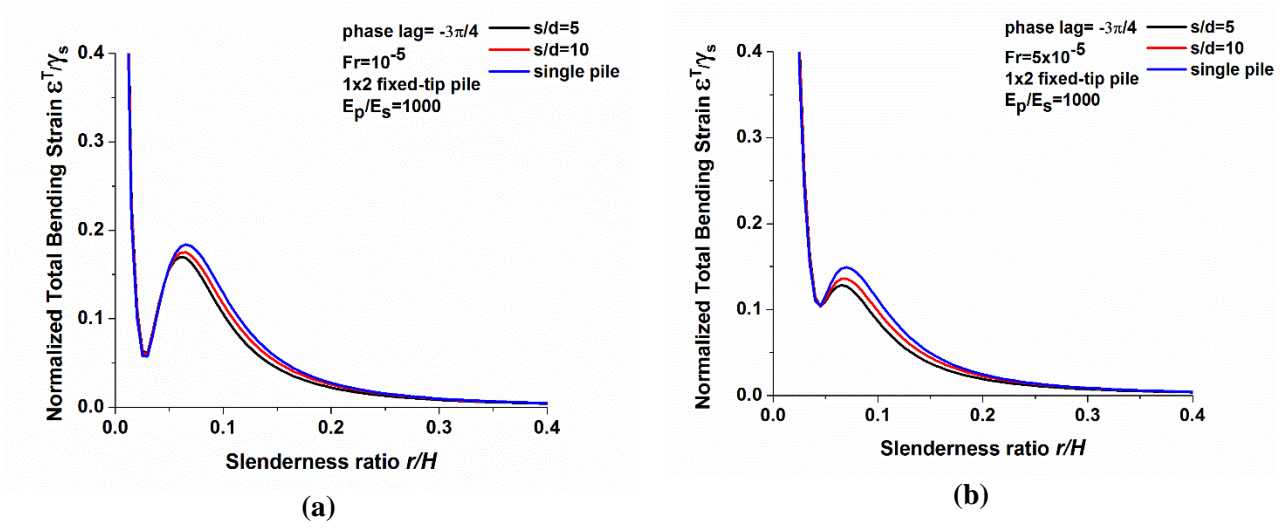 phase lag= -3π/4
Fr=10⁻⁵
1x2 fixed-tip pile
Eₚ/Eₛ=1000
s/d=5
s/d=10
single pile
Normalized Total Bending Strain εᵀ/γₛ
0.4
0.3
0.2
0.1
0.0
0.0 0.1 0.2 0.3 0.4
Slenderness ratio r/H
(a)
phase lag= -3π/4
Fr=5x10⁻⁵
1x2 fixed-tip pile
Eₚ/Eₛ=1000
s/d=5
s/d=10
single pile
Normalized Total Bending Strain εᵀ/γₛ
0.4
0.3
0.2
0.1
0.0
0.0 0.1 0.2 0.3 0.4
Slenderness ratio r/H
(b)